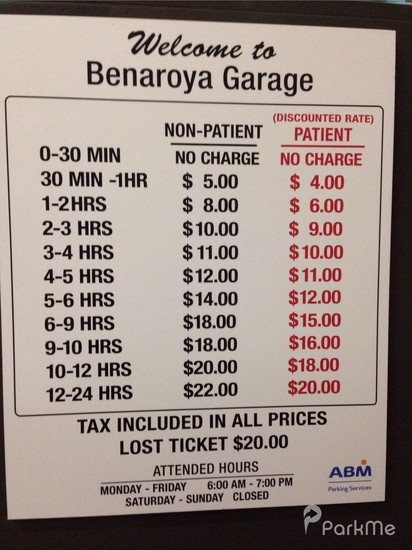 Welcome to
Benaroya Garage
(DISCOUNTED RATE)
NON-PATIENT PATIENT
0-30 MIN NO CHARGE NO CHARGE
30 MIN -1HR $ 5.00 $ 4.00
1-2HRS $ 8.00 $ 6.00
2-3 HRS $10.00 $ 9.00
3-4 HRS $11.00 $10.00
4-5 HRS $12.00 $11.00
5-6 HRS $14.00 $12.00
6-9 HRS $18.00 $15.00
9-10 HRS $18.00 $16.00
10-12 HRS $20.00 $18.00
12-24 HRS $22.00 $20.00
TAX INCLUDED IN ALL PRICES
LOST TICKET $20.00
ATTENDED HOURS
MONDAY - FRIDAY 6:00 AM - 7:00 PM
SATURDAY - SUNDAY CLOSED
ABM
Parking Services
ParkMe